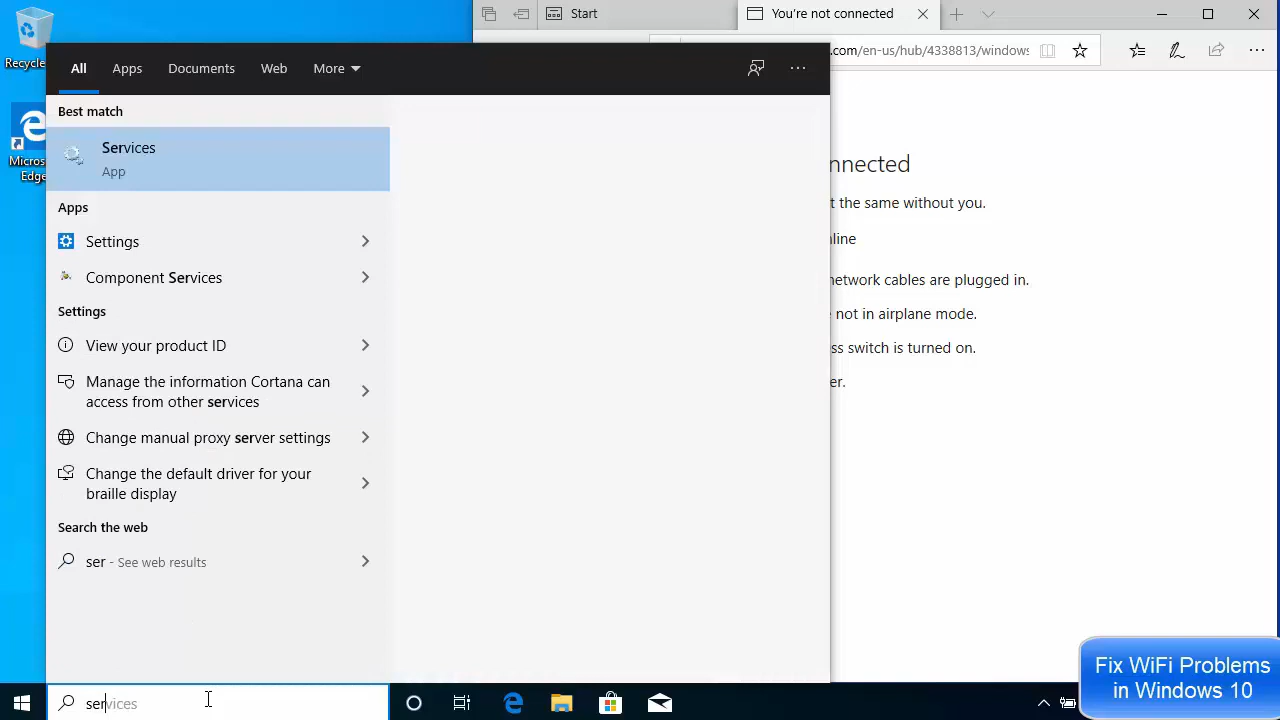 Recycle
Micros
Edge
Start
You're not connected
.com/en-us/hub/4338813/windows
All
Apps
Documents
Web
More
Best match
Services
App
Apps
Settings
Component Services
Settings
View your product ID
Manage the information Cortana can
access from other services
Change manual proxy server settings
Change the default driver for your
braille display
Search the web
ser - See web results
services
nnected
t the same without you.
line
network cables are plugged in.
not in airplane mode.
ss switch is turned on.
er.
Fix WiFi Problems
in Windows 10